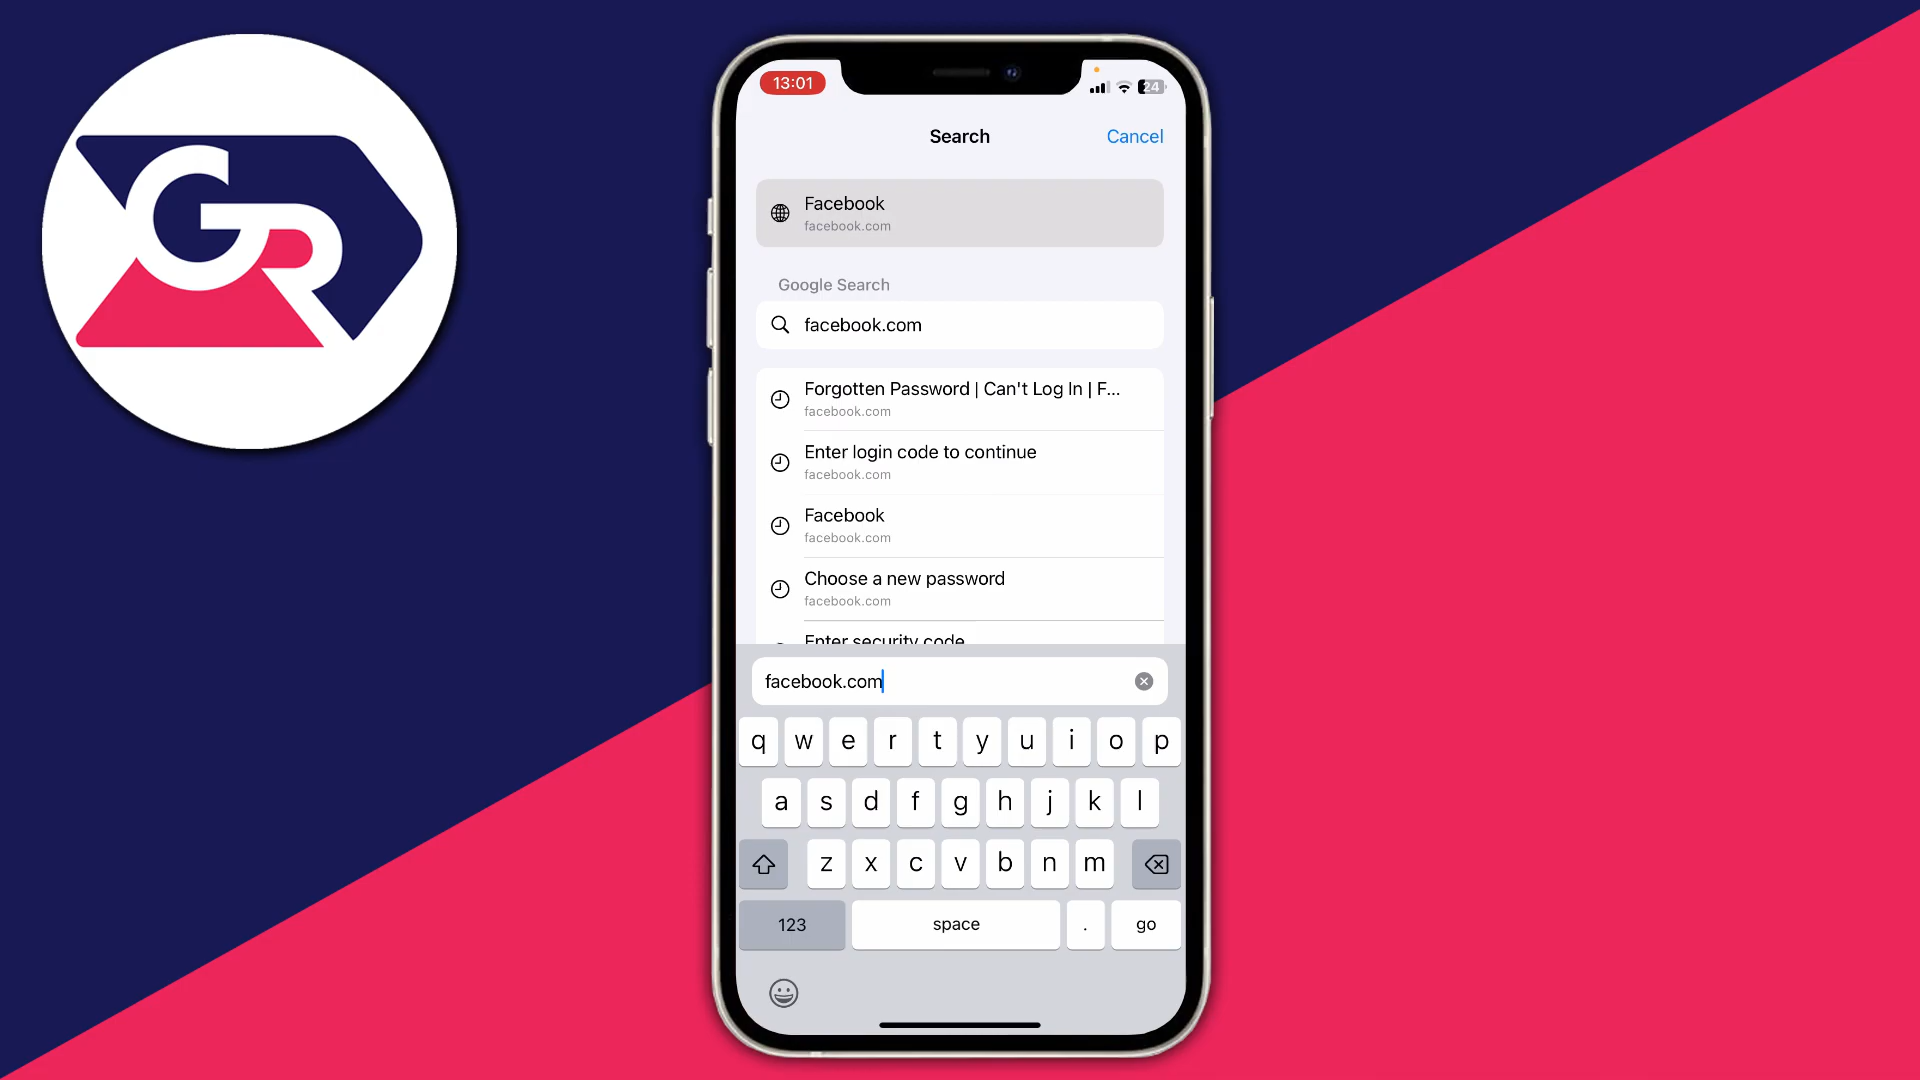 GR
13:01
24
Search
Cancel
Facebook
facebook.com
Google Search
facebook.com
Forgotten Password | Can't Log In | F...
facebook.com
Enter login code to continue
facebook.com
Facebook
facebook.com
Choose a new password
facebook.com
Enter security code
facebook.com
q w e r t y u i o p
a s d f g h j k l
z x c v b n m
123 space . go